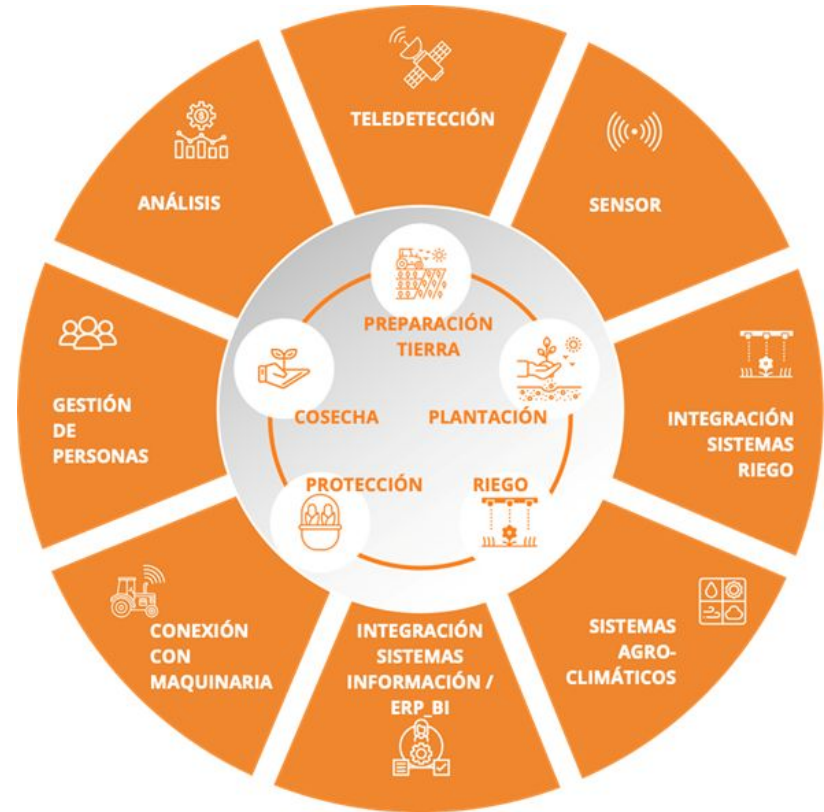 TELEDETECCIÓN
SENSOR
INTEGRACIÓN
SISTEMAS
RIEGO
SISTEMAS
AGRO-
CLIMÁTICOS
INTEGRACIÓN
SISTEMAS
INFORMACIÓN /
ERP_BI
CONEXIÓN
CON
MAQUINARIA
GESTIÓN
DE
PERSONAS
ANÁLISIS
PREPARACIÓN
TIERRA
PLANTACIÓN
RIEGO
PROTECCIÓN
COSECHA